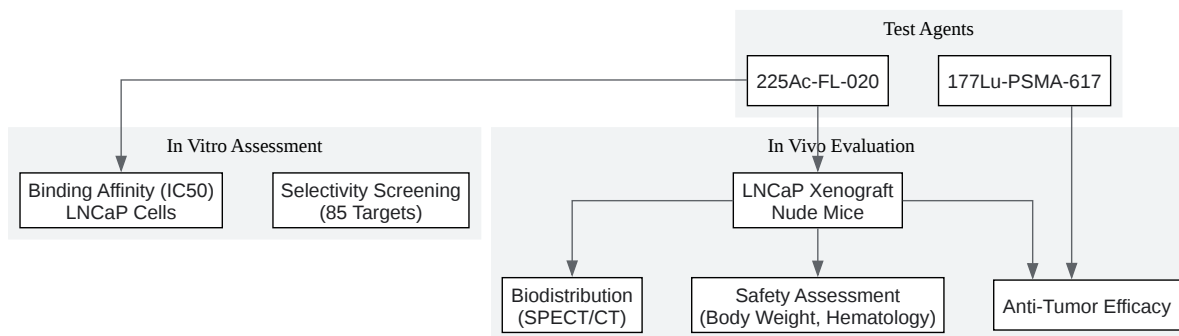 Test Agents
225Ac-FL-020
177Lu-PSMA-617
In Vitro Assessment
Binding Affinity (IC50)
LNCaP Cells
Selectivity Screening
(85 Targets)
In Vivo Evaluation
LNCaP Xenograft
Nude Mice
Biodistribution
(SPECT/CT)
Safety Assessment
(Body Weight, Hematology)
Anti-Tumor Efficacy